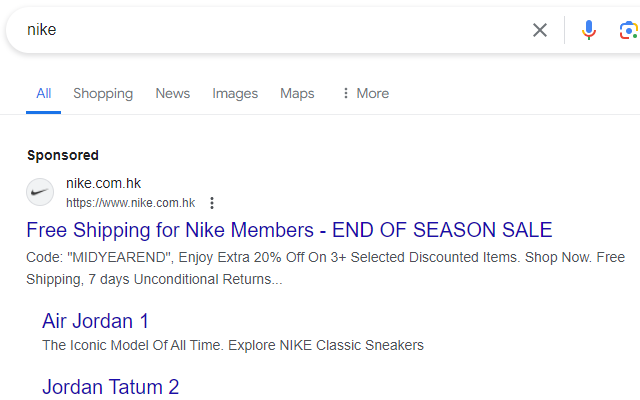 nike
All Shopping News Images Maps More
Sponsored
nike.com.hk
https://www.nike.com.hk
Free Shipping for Nike Members - END OF SEASON SALE
Code: "MIDYEAREND", Enjoy Extra 20% Off On 3+ Selected Discounted Items. Shop Now. Free
Shipping, 7 days Unconditional Returns...
Air Jordan 1
The Iconic Model Of All Time. Explore NIKE Classic Sneakers
Jordan Tatum 2